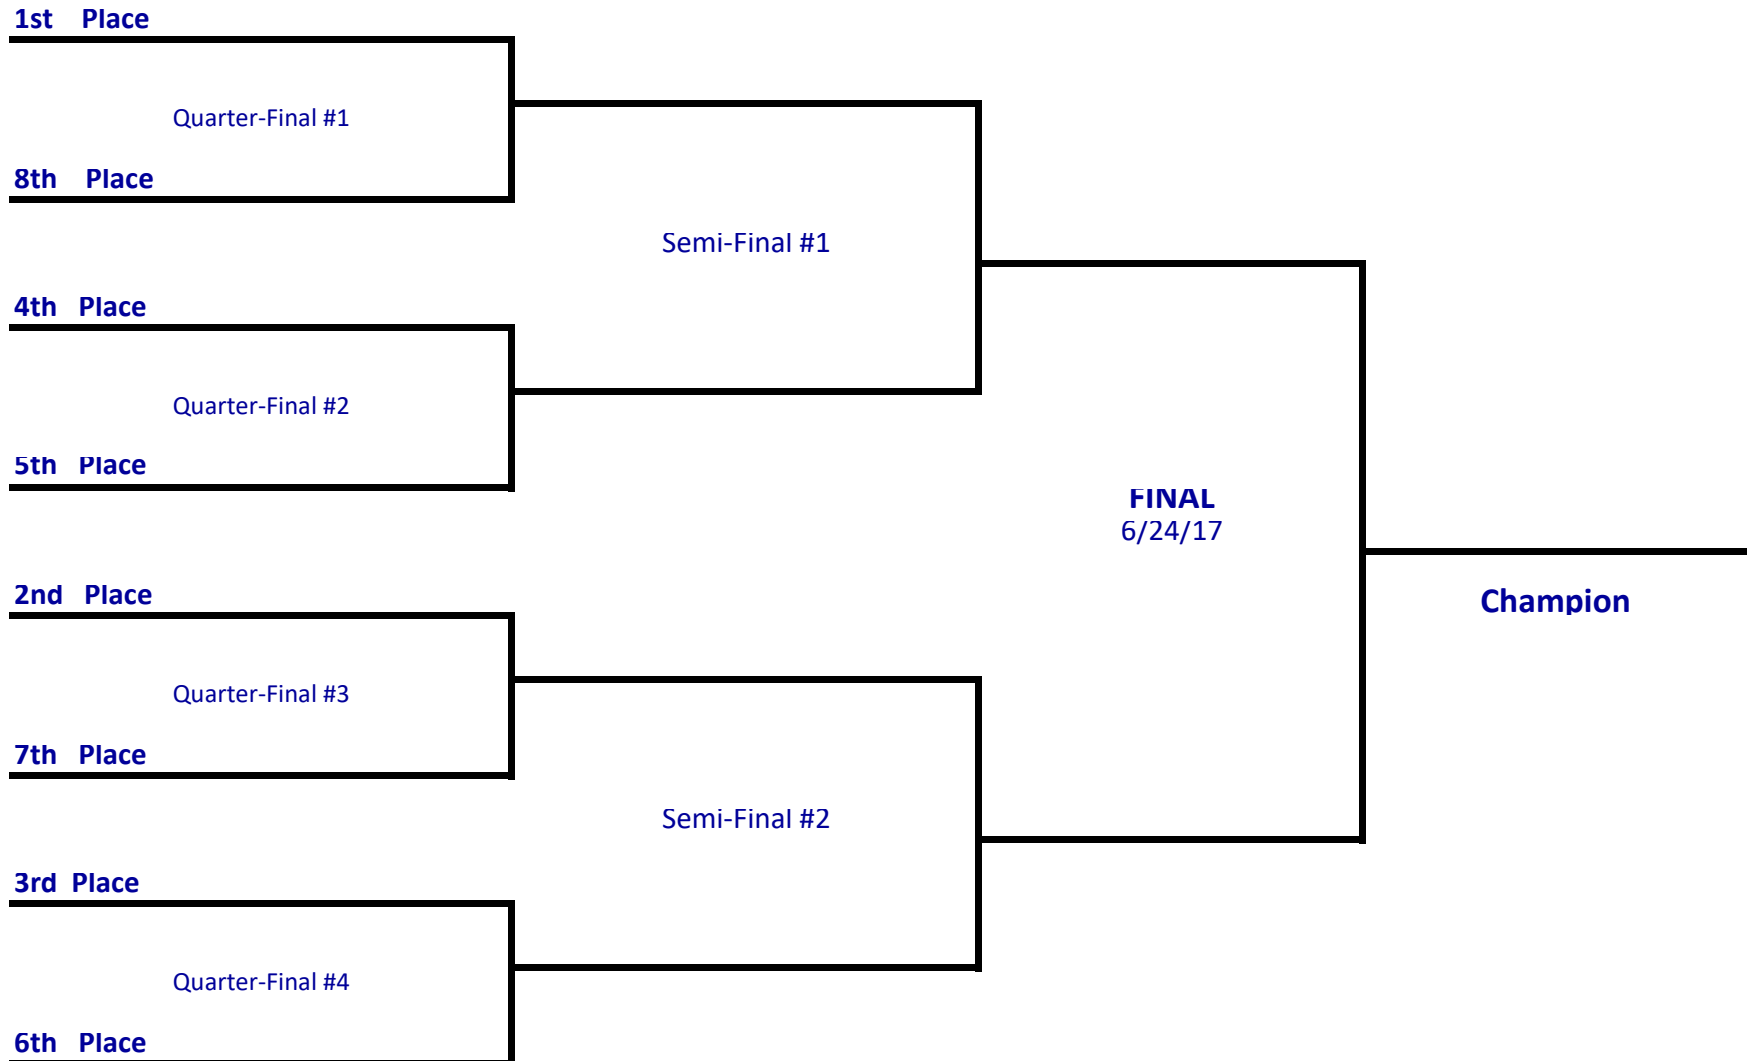 1st Place
Quarter-Final #1
8th Place
Semi-Final #1
4th Place
Quarter-Final #2
5th Place
FINAL
6/24/17
2nd Place
Champion
Quarter-Final #3
7th Place
Semi-Final #2
3rd Place
Quarter-Final #4
6th Place